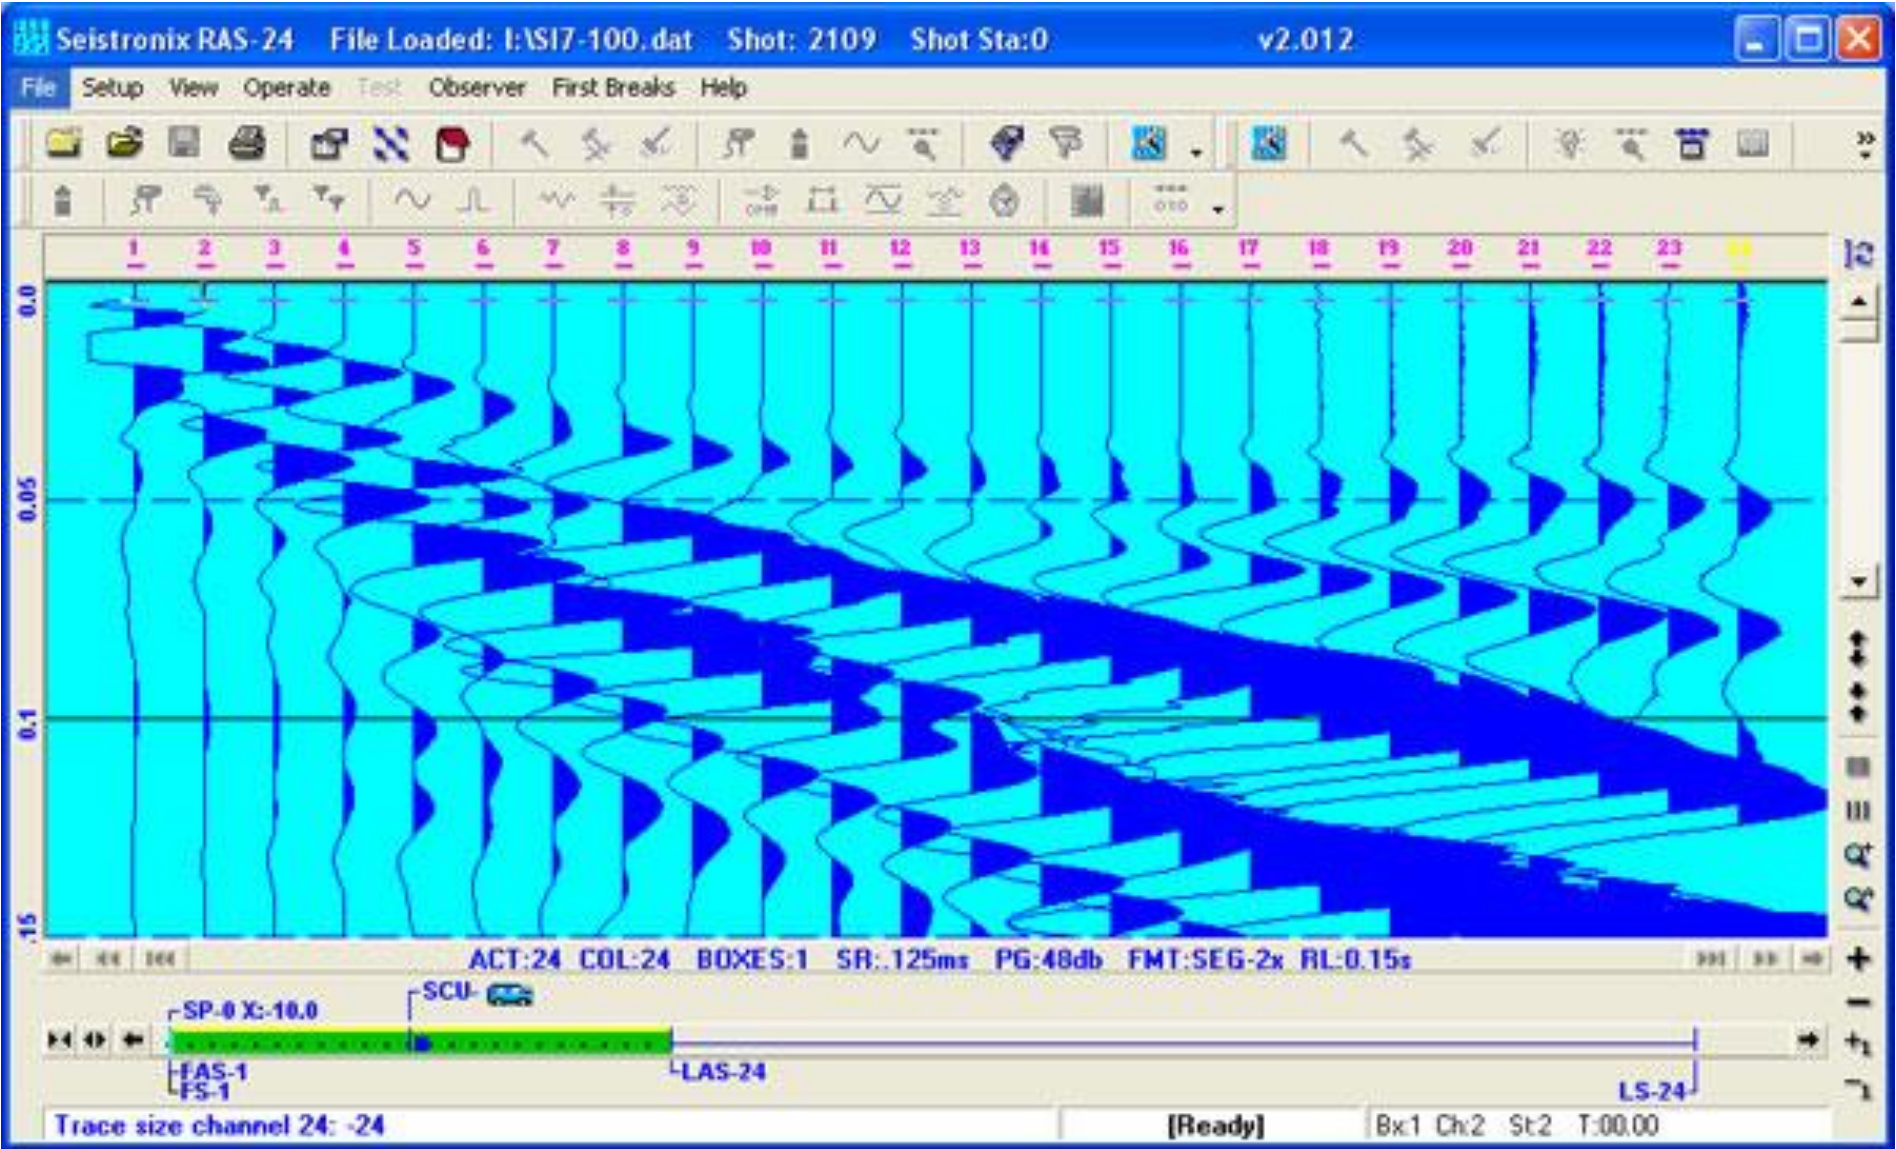 Seistronix RAS-24 File Loaded: I:\SI7-100.dat Shot: 2109 Shot Sta:0 v2.012
File Setup View Operate Test Observer First Breaks Help
1 2 3 4 5 6 7 8 9 10 11 12 13 14 15 16 17 18 19 20 21 22 23 24
0.0
0.05
0.1
.15
ACT:24 COL:24 BOXES:1 SR:.125ms PG:48db FMT:SEG-2x RL:0.15s
SCU-
SP-0 X:-10.0
FAS-1
LAS-24
FS-1
LS-24
Trace size channel 24: -24 [Ready] Bx:1 Ch:2 St:2 T:00.00